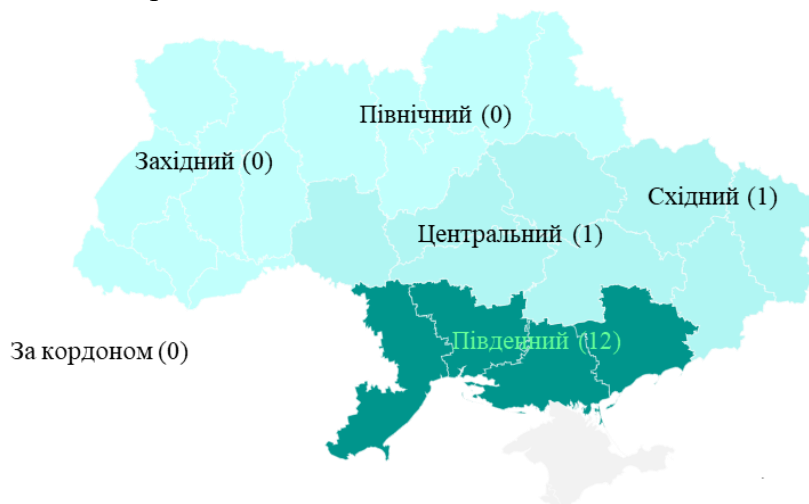 Північний (0)
Західний (0)
Східний (1)
Центральний (1)
Південний (12)
За кордоном (0)